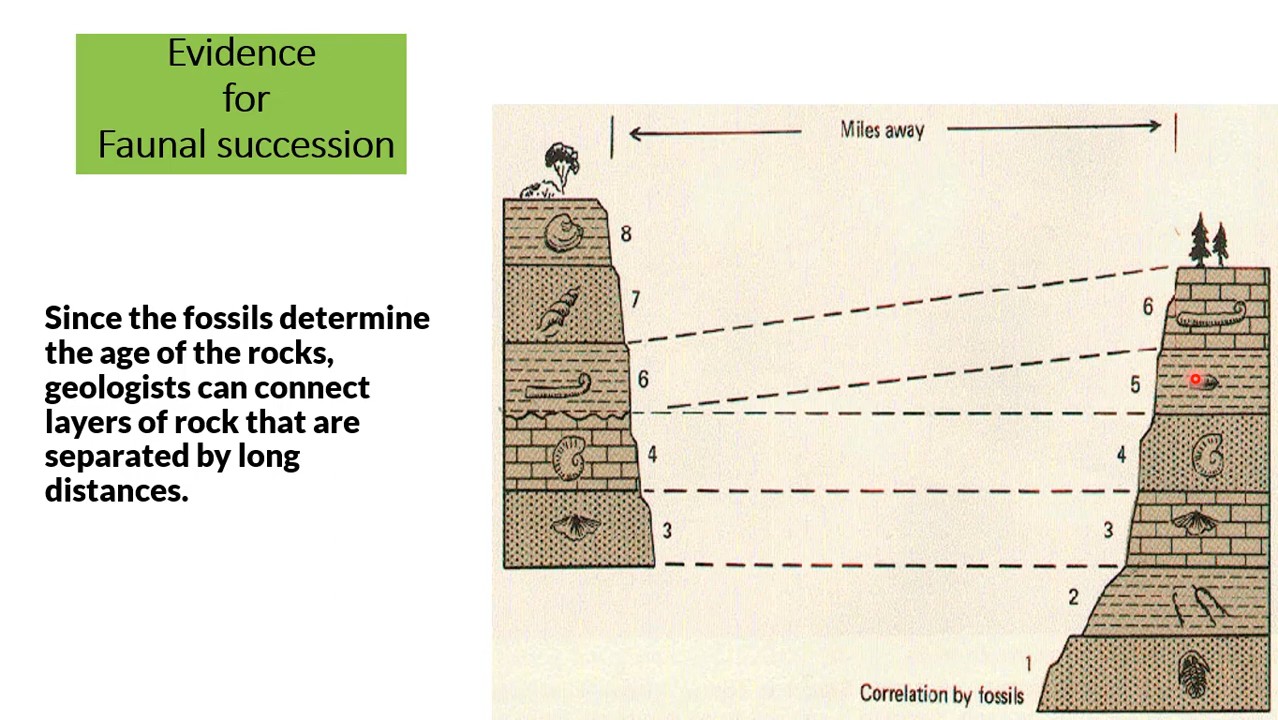 Evidence
for
Faunal succession
Since the fossils determine
the age of the rocks,
geologists can connect
layers of rock that are
separated by long
distances.
Miles away
8
7
6
6
5
4
4
3
3
2
1
Correlation by fossils